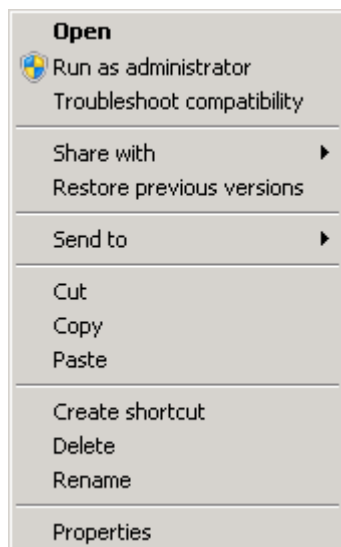 Open
Run as administrator
Troubleshoot compatibility
Share with
Restore previous versions
Send to
Cut
Copy
Paste
Create shortcut
Delete
Rename
Properties